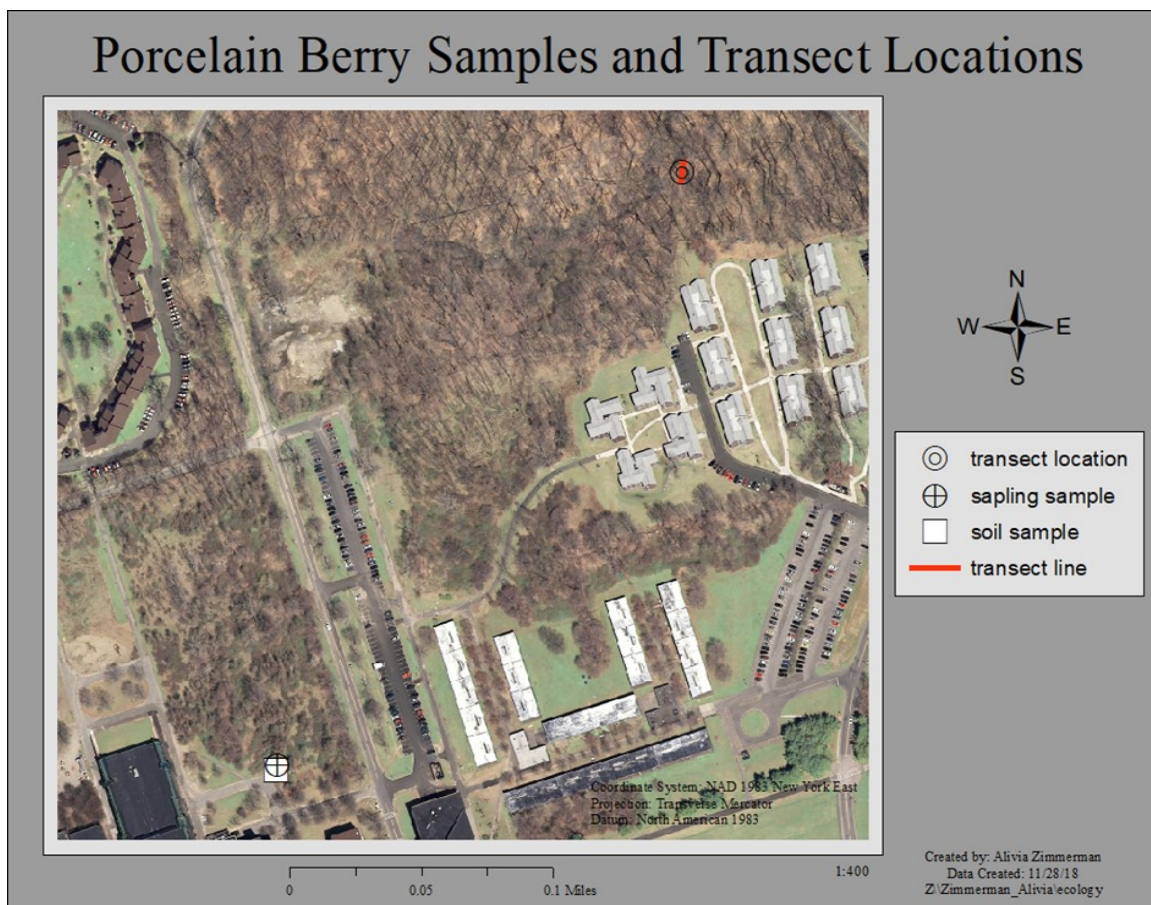 Porcelain Berry Samples and Transect Locations
N
W E
S
transect location
sapling sample
soil sample
transect line
Coordinate System: NAD 1983 New York East
Projection: Transverse Mercator
Datum: North American 1983
0 0.05 0.1 Miles
1:400
Created by: Alivia Zimmerman
Data Created: 11/28/18
Z:\Zimmerman_Alivia\ecology